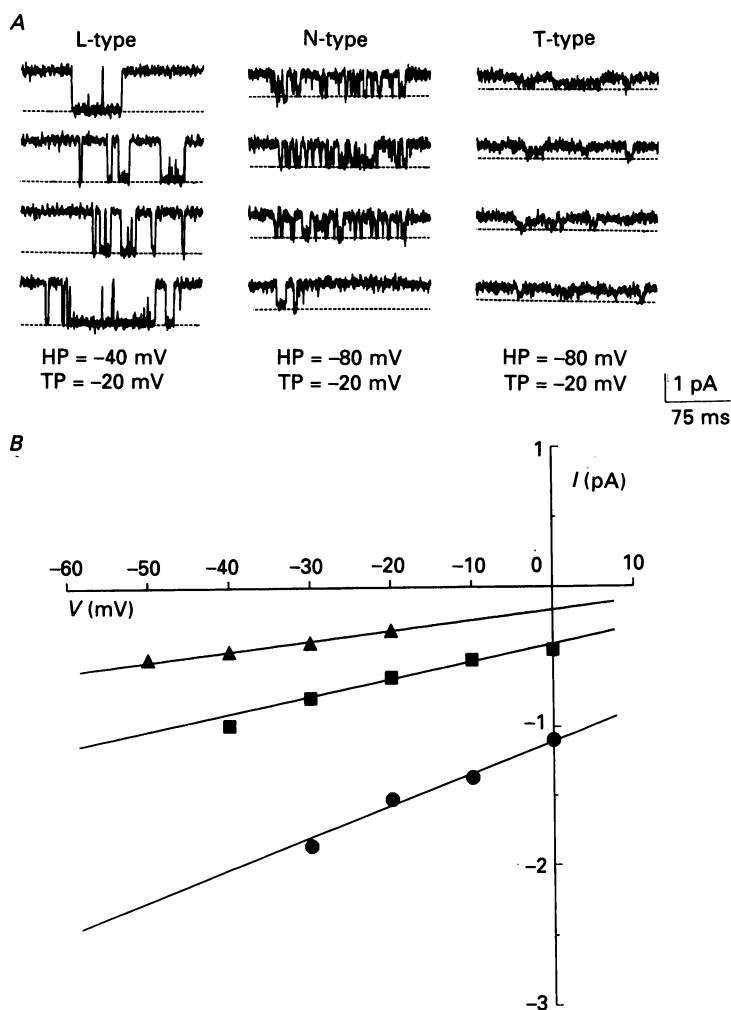 A
L-type N-type T-type
HP = –40 mV HP = –80 mV HP = –80 mV
TP = –20 mV TP = –20 mV TP = –20 mV
1 pA
75 ms
B
1
I (pA)
–60 –50 –40 –30 –20 –10 0 10
V (mV)
–1
–2
–3